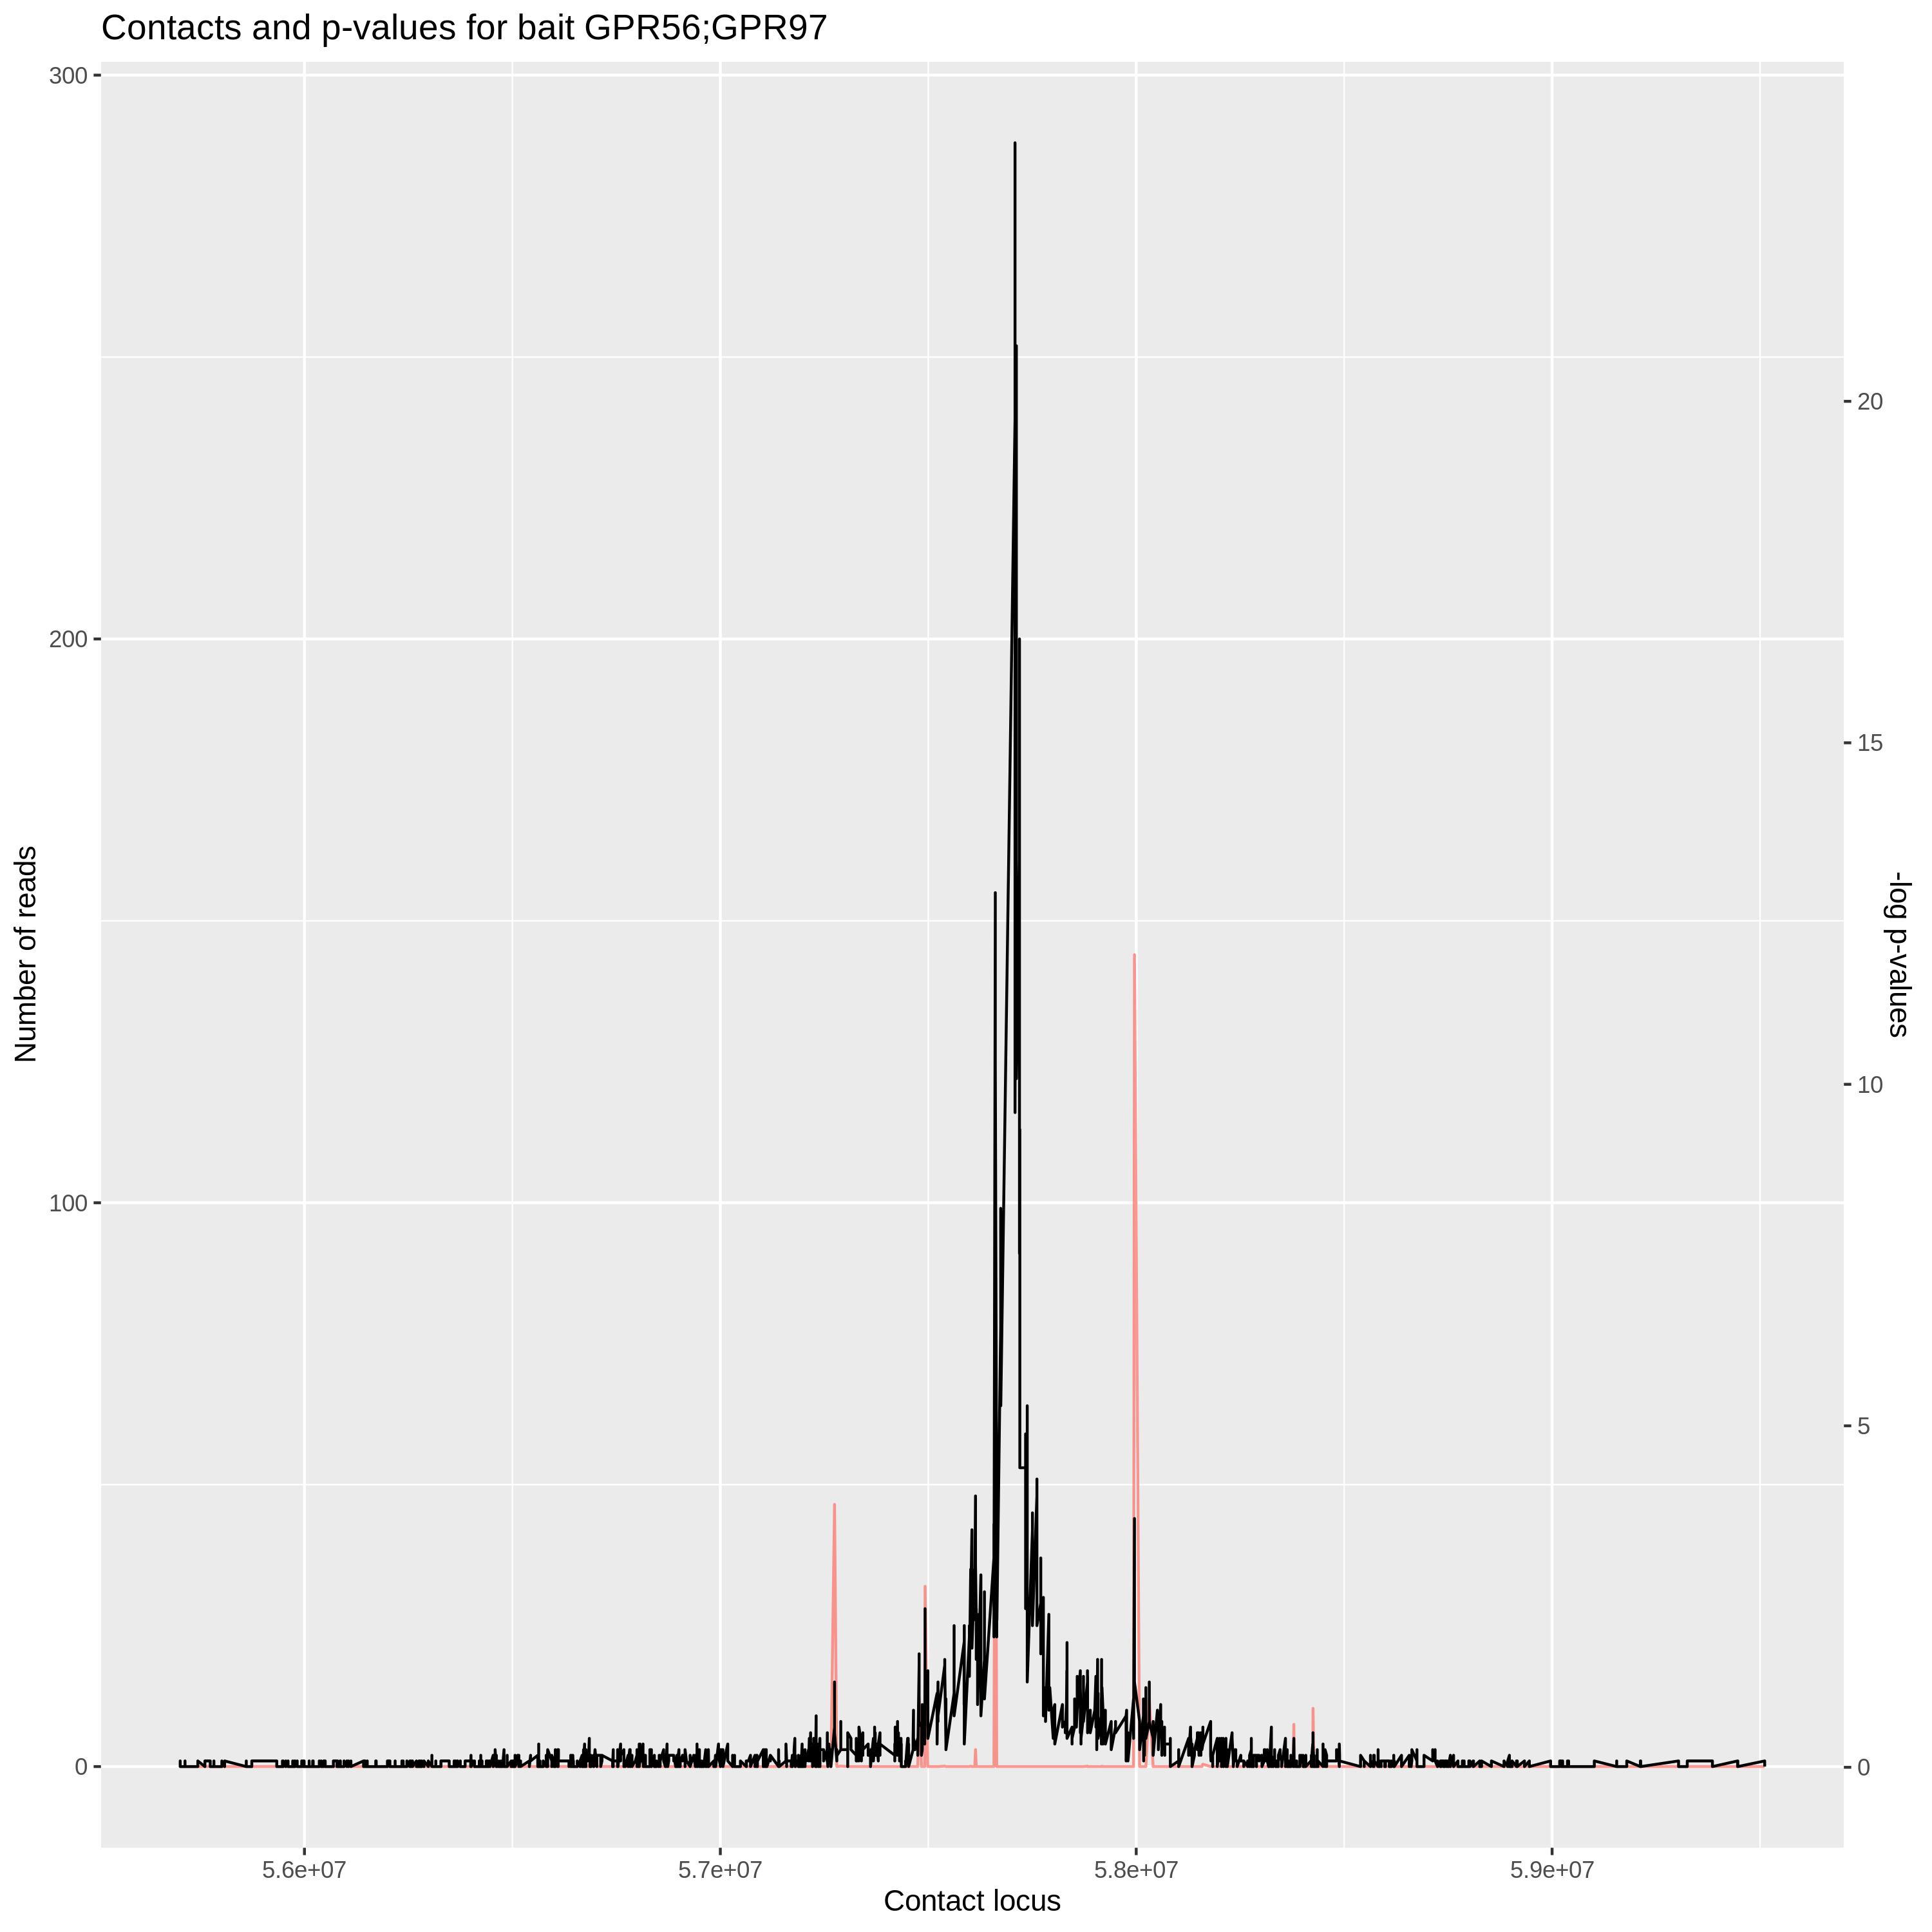 Contacts and p-values for bait GPR56;GPR97
300
200
100
0
Number of reads
20
15
10
5
0
-log p-values
5.6e+07
5.7e+07
5.8e+07
5.9e+07
Contact locus